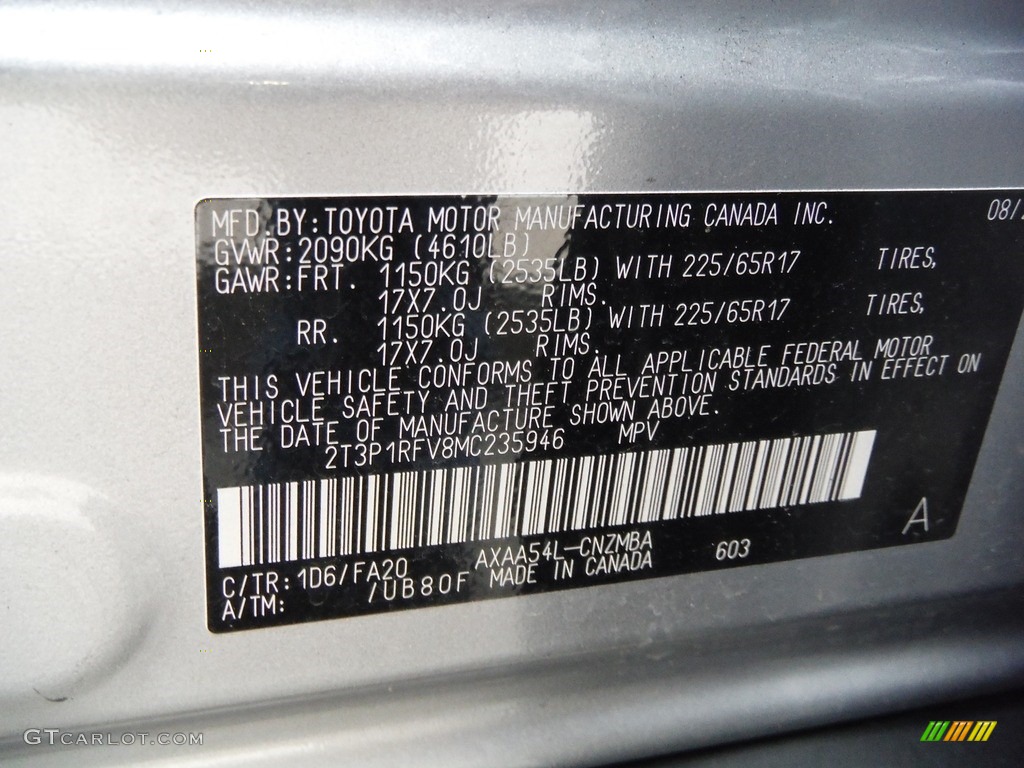 MFD. BY:TOYOTA MOTOR MANUFACTURING CANADA INC. 08/
GVWR:2090KG (4610LB)
GAWR:FRT. 1150KG (2535LB) WITH 225/65R17 TIRES,
17X7.0J RIMS.
RR. 1150KG (2535LB) WITH 225/65R17 TIRES,
17X7.0J RIMS.
THIS VEHICLE CONFORMS TO ALL APPLICABLE FEDERAL MOTOR
VEHICLE SAFETY AND THEFT PREVENTION STANDARDS IN EFFECT ON
THE DATE OF MANUFACTURE SHOWN ABOVE.
2T3P1RFV8MC235946 MPV
A
AXAA54L-CNZMBA 603
C/TR:1D6/FA20 MADE IN CANADA
A/TM: /UB80F
GTCARLOT.COM